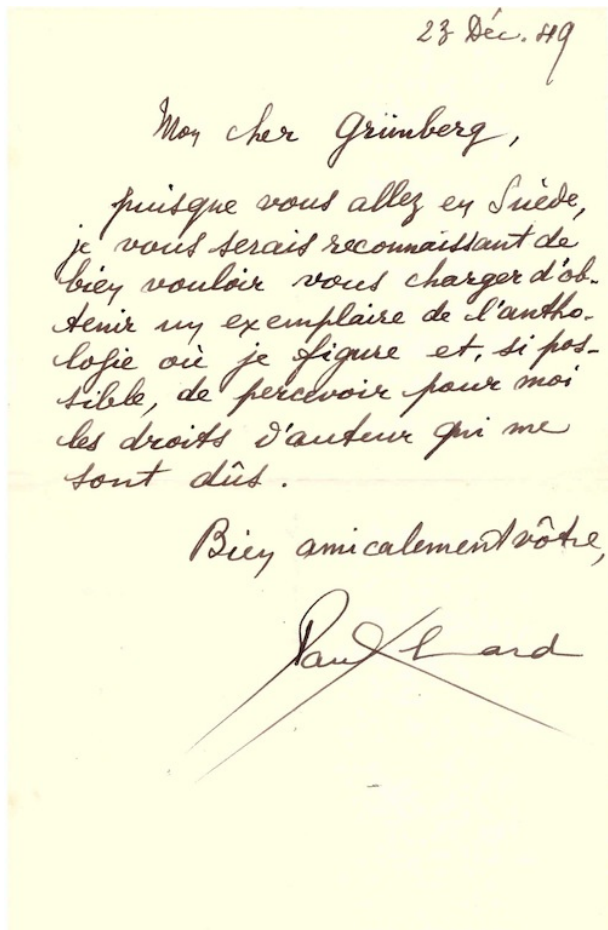 23 Déc. 49
Mon cher Grünberg,
puisque vous allez en Suède,
je vous serais reconnaissant de
bien vouloir vous charger d'ob-
tenir un exemplaire de l'antho-
logie où je figure et, si pos-
sible, de percevoir pour moi
les droits d'auteur qui me
sont dûs.
Bien amicalement vôtre,
Paul Eluard